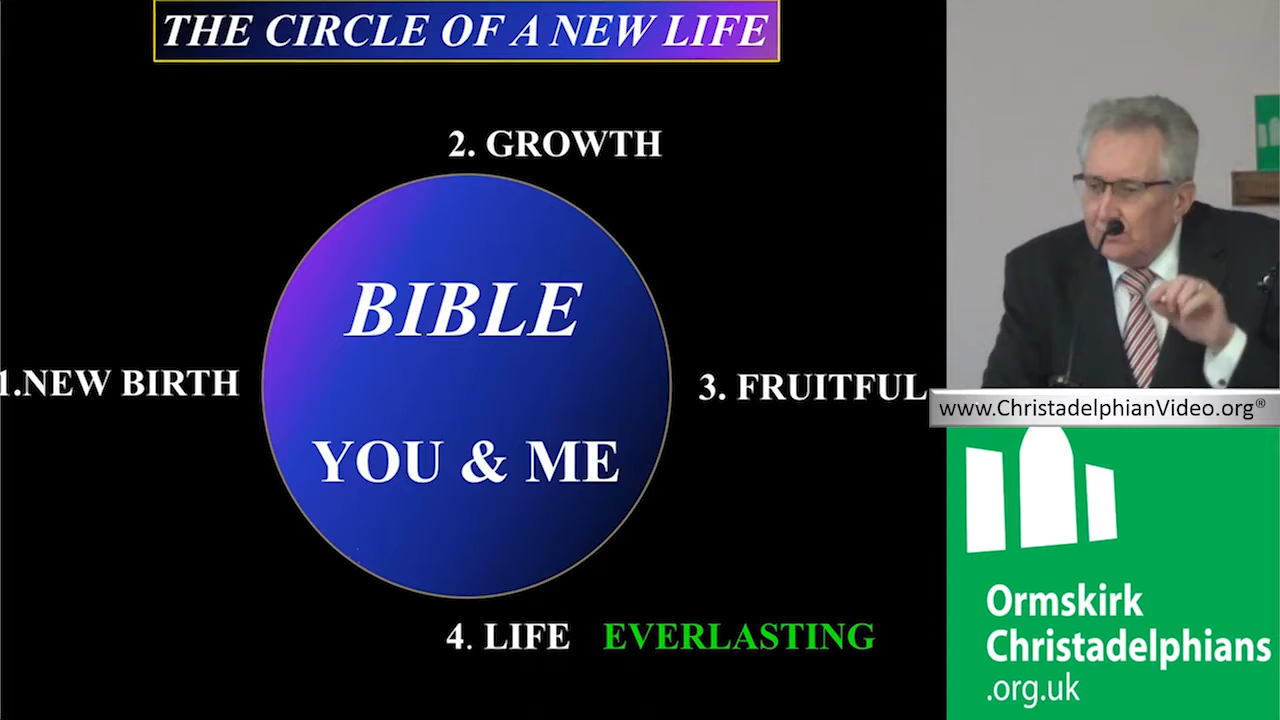 THE CIRCLE OF A NEW LIFE
2. GROWTH
BIBLE
1.NEW BIRTH
3. FRUITFUL
YOU & ME
4. LIFE EVERLASTING
www.ChristadelphianVideo.org®
Ormskirk
Christadelphians
.org.uk